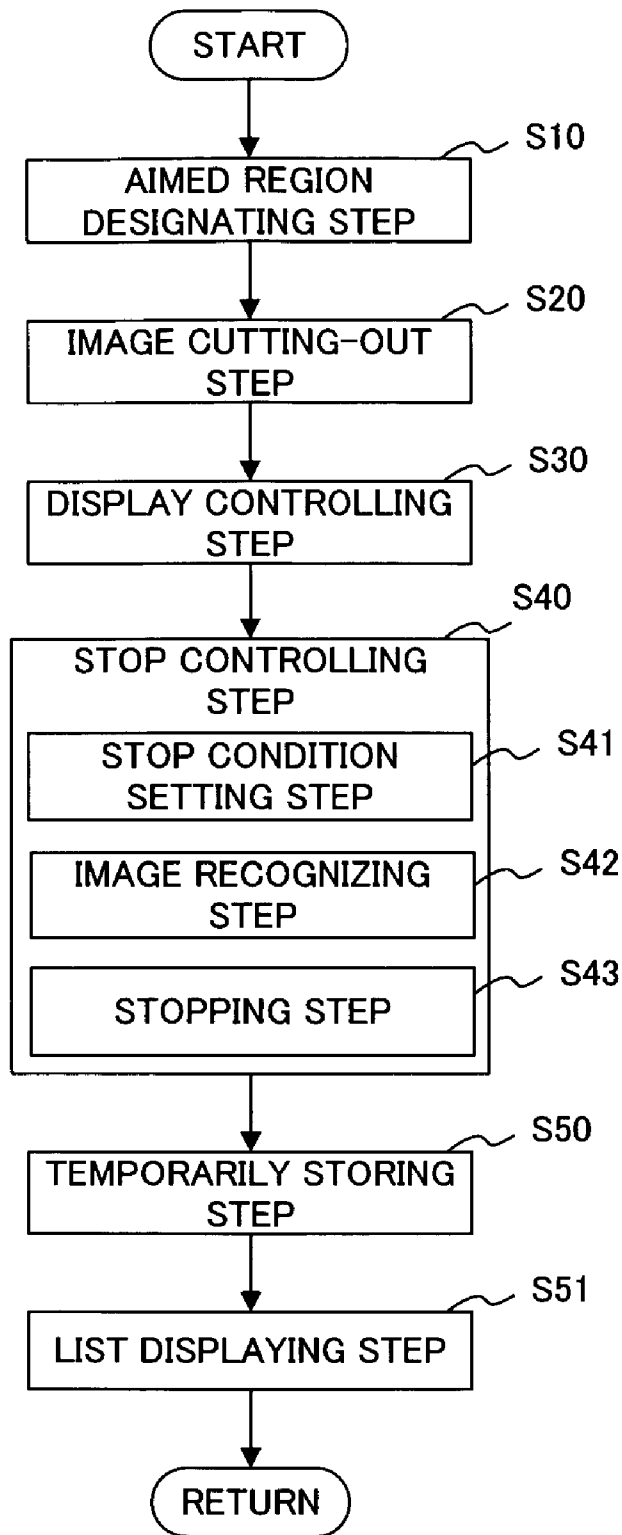 START
S10
AIMED REGION
DESIGNATING STEP
S20
IMAGE CUTTING-OUT
STEP
S30
DISPLAY CONTROLLING
STEP
S40
STOP CONTROLLING
STEP
S41
STOP CONDITION
SETTING STEP
S42
IMAGE RECOGNIZING
STEP
S43
STOPPING STEP
S50
TEMPORARILY STORING
STEP
S51
LIST DISPLAYING STEP
RETURN